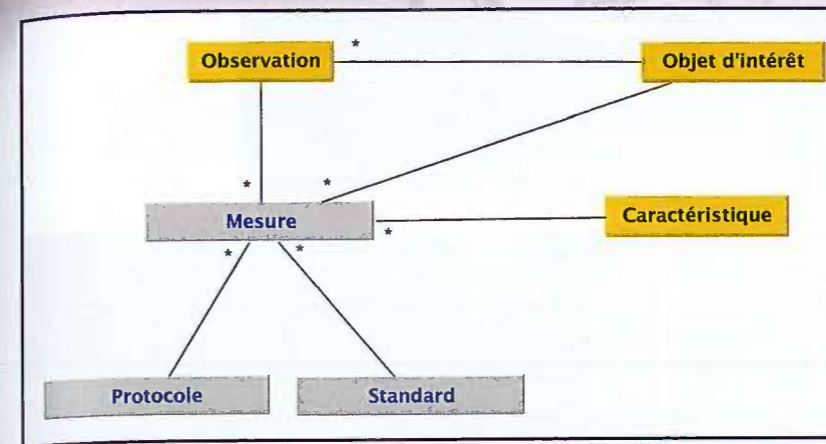 Observation * Objet d'intérêt
* *
Mesure * Caractéristique
* *
Protocole Standard